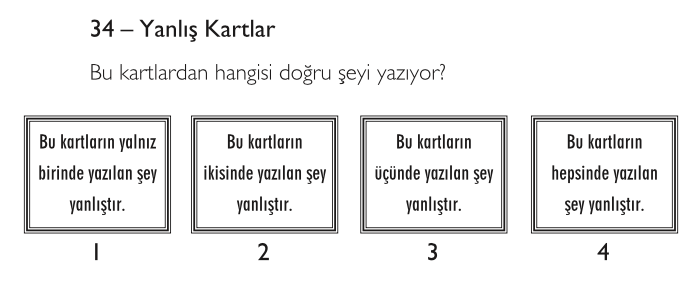 34 – Yanlış Kartlar
Bu kartlardan hangisi doğru şeyi yazıyor?
Bu kartların yalnız
birinde yazılan şey
yanlıştır.
1
Bu kartların
ikisinde yazılan şey
yanlıştır.
2
Bu kartların
üçünde yazılan şey
yanlıştır.
3
Bu kartların
hepsinde yazılan
şey yanlıştır.
4